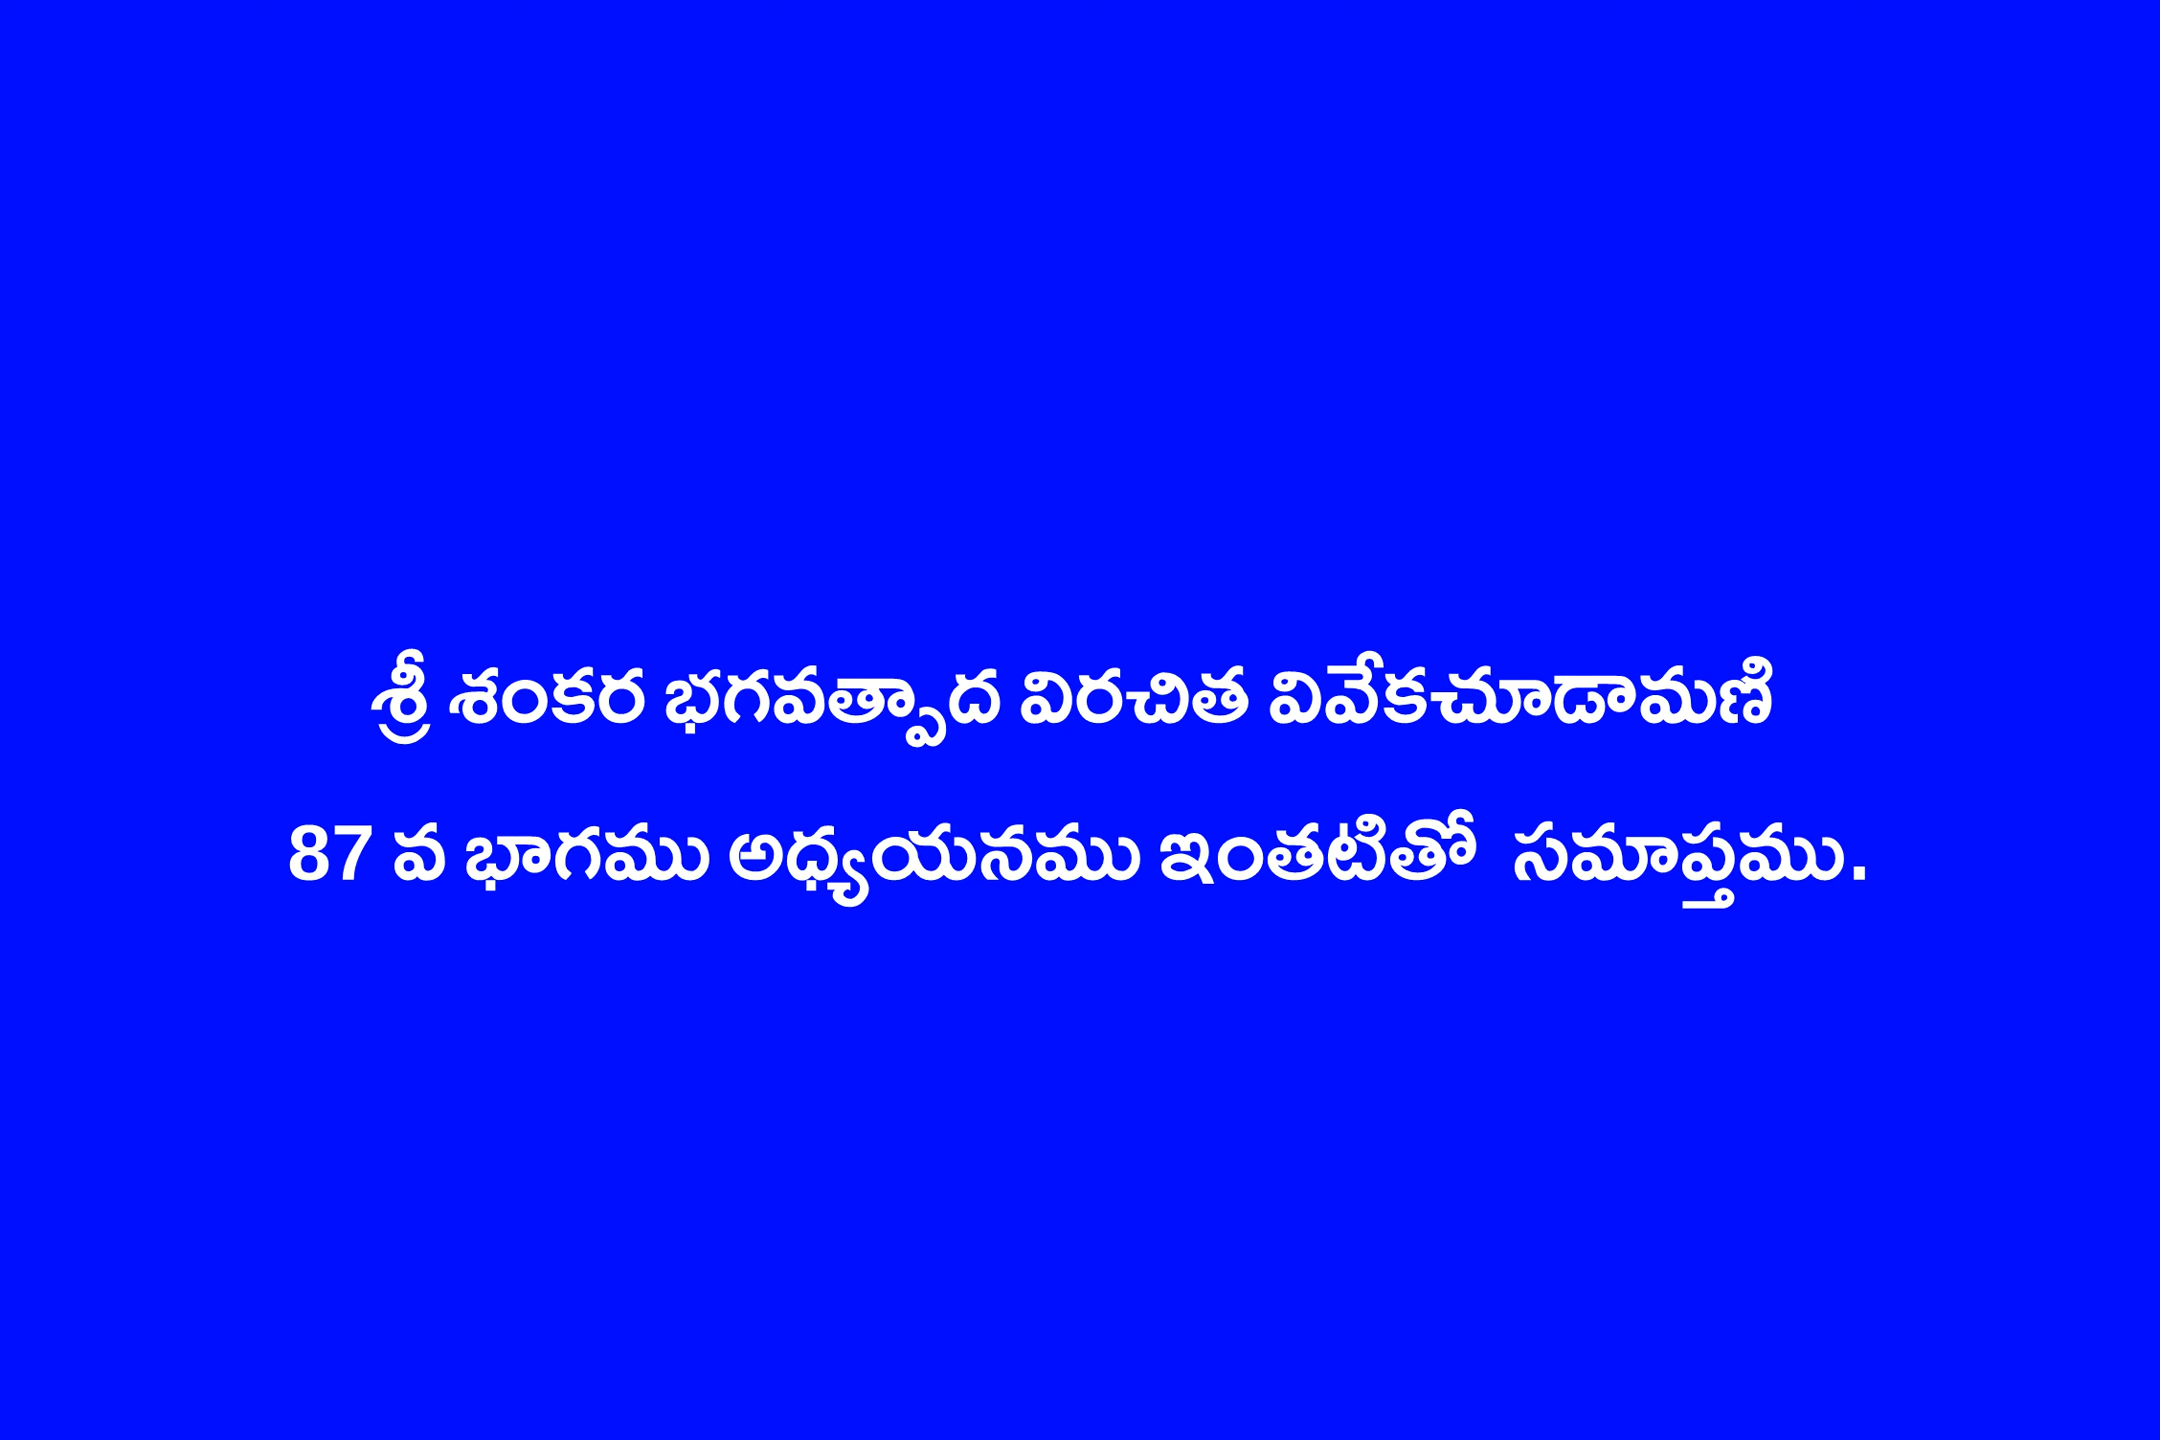 శ్రీ శంకర భగవత్పాద విరచిత వివేకచూడామణి
87 వ భాగము అధ్యయనము ఇంతటితో  సమాప్తము.